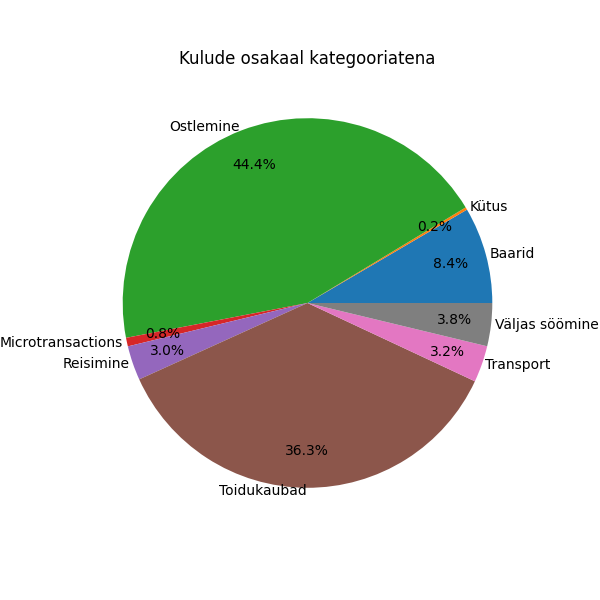 Kulude osakaal kategooriatena
Ostlemine
44.4%
Kütus
0.2%
Baarid
8.4%
Väljas söömine
3.8%
Microtransactions
0.8%
Reisimine
3.0%
Transport
3.2%
36.3%
Toidukaubad